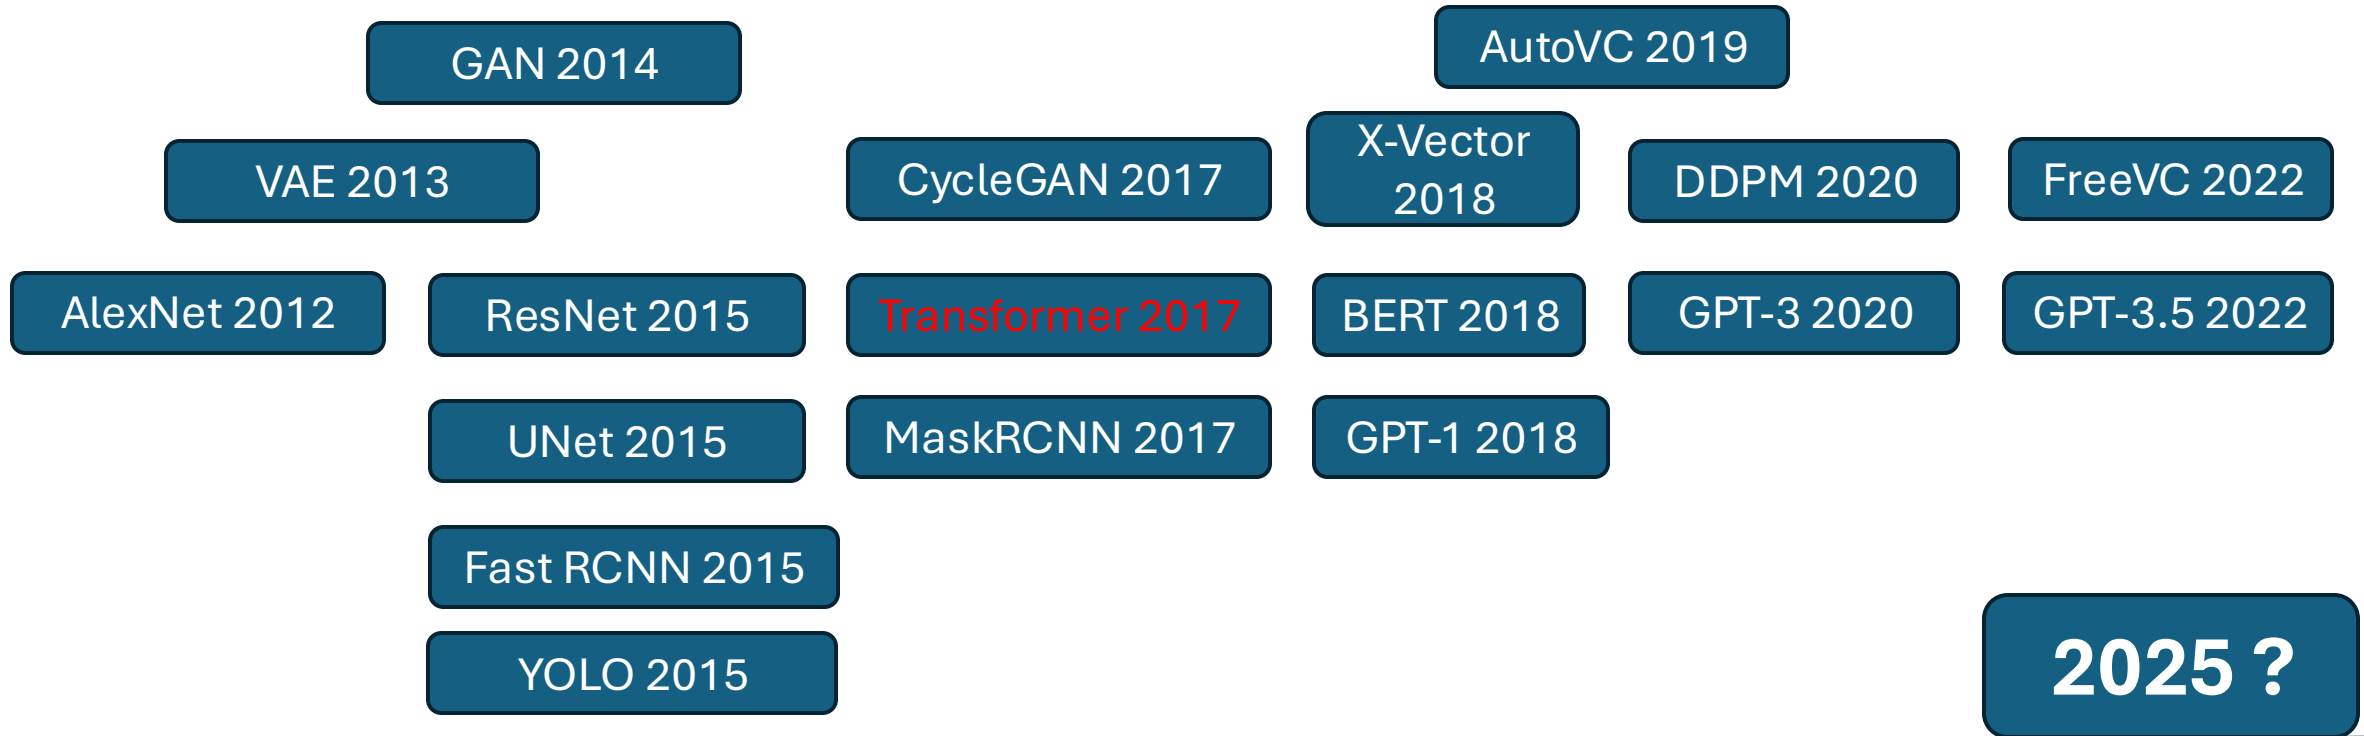 GAN 2014
AutoVC 2019
VAE 2013
CycleGAN 2017
X-Vector
2018
DDPM 2020
FreeVC 2022
AlexNet 2012
ResNet 2015
Transformer 2017
BERT 2018
GPT-3 2020
GPT-3.5 2022
UNet 2015
MaskRCNN 2017
GPT-1 2018
Fast RCNN 2015
YOLO 2015
2025 ?